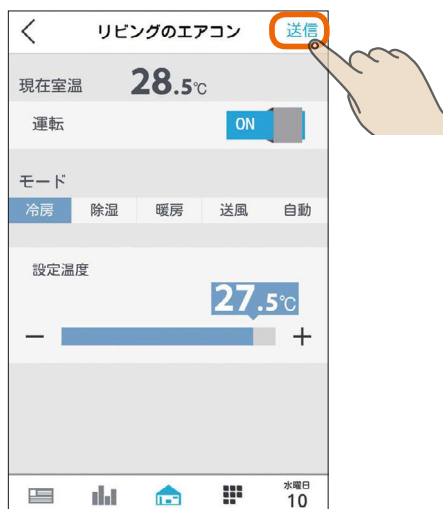 リビングのエアコン 送信
現在室温 28.5℃
運転 ON
モード
冷房 除湿 暖房 送風 自動
設定温度
27.5℃
− +
水曜日
10